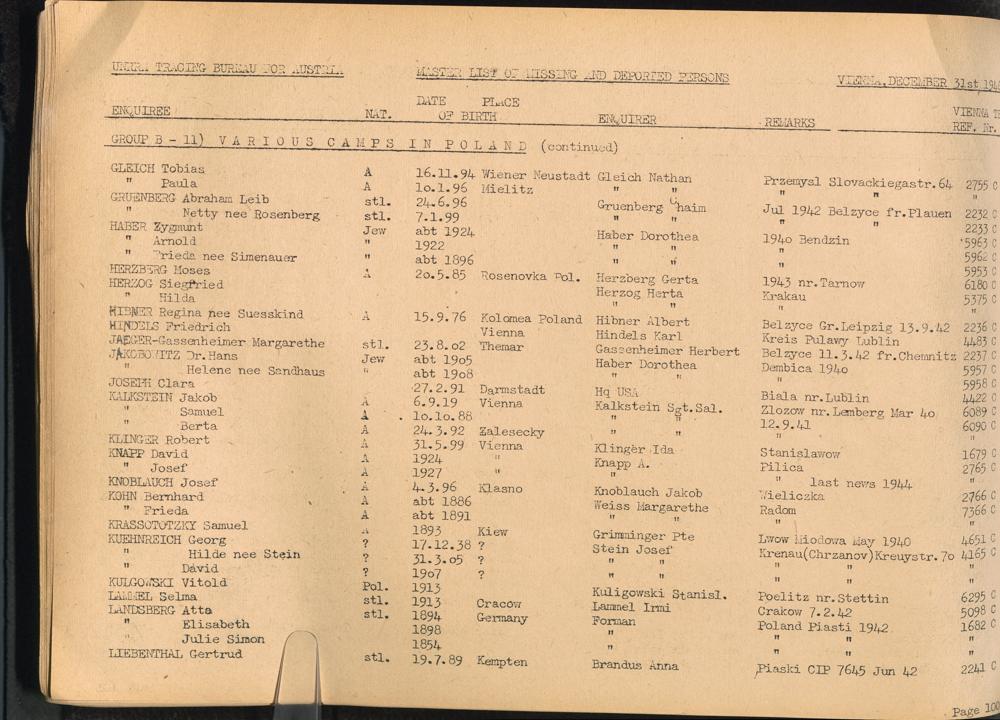 UNRRA TRACING BUREAU FOR AUSTRIA MASTER LIST OF MISSING AND DEPORTED PERSONS VIENNA, DECEMBER 31st
ENQUIREE NAT. DATE PLACE OF BIRTH ENQUIRER REMARKS VIENNA REF. Nr.
GROUP B - 11) VARIOUS CAMPS IN POLAND (continued)
GLEICH Tobias A 16.11.94 Wiener Neustadt Gleich Nathan Przemysl Slovackiegastr.64 2755 C
" Paula A 10.1.96 Mielitz " " " " "
GRUENBERG Abraham Leib stl. 24.6.96 Gruenberg Chaim Jul 1942 Belzyce fr.Plauen 2232 C
" Netty nee Rosenberg stl. 7.1.99 " " " " 2233 C
HABER Zygmunt Jew abt 1924 Haber Dorothea 1940 Bendzin 5963 C
" Arnold " 1922 " " " 5962 C
" Frieda nee Simenauer " abt 1896 " " " 5953 C
HERZBERG Moses A 20.5.85 Rosenovka Pol. Herzberg Gerta 1943 nr.Tarnow 6180 C
HERZOG Siegfried Herzog Herta Krakau 5375 C
" Hilda " " " "
HIBNER Regina nee Suesskind A 15.9.76 Kolomea Poland Hibner Albert Belzyce Gr.Leipzig 13.9.42 2236 C
HINDELS Friedrich Vienna Hindels Karl Kreis Pulawy Lublin 4483 C
JAEGER-Gassenheimer Margarethe stl. 23.8.02 Themar Gassenheimer Herbert Belzyce 11.3.42 fr.Chemnitz 2237 C
JAKOBOWITZ Dr.Hans Jew abt 1905 Haber Dorothea Dembica 1940 5957 C
" Helene nee Sandhaus " abt 1908 " " " 5958 C
JOSEPH Clara 27.2.91 Darmstadt Hq USA Biala nr.Lublin 4422 C
KALKSTEIN Jakob A 6.9.19 Vienna Kalkstein Sgt.Sal. Zlozow nr.Lemberg Mar 40 6089 C
" Samuel A 10.10.88 " " 12.9.41 6090 C
" Berta A 24.3.92 Zalesecky " " "
KLINGER Robert A 31.5.99 Vienna Klinger Ida Stanislawow 1679 C
KNAPP David A 1924 " Knapp A. Pilica 2765 C
" Josef A 1927 " " last news 1944 "
KNOBLAUCH Josef A 4.3.96 Klasno Knoblauch Jakob Wieliczka 2766 C
KOHN Bernhard A abt 1886 Weiss Margarethe Radom 7366 C
" Frieda A abt 1891 " " " "
KRASSOTOTZKY Samuel A 1893 Kiew Grimminger Pte Lwow Miodowa May 1940 4651 C
KUEHNREICH Georg ? 17.12.38 ? Stein Josef Krenau(Chrzanov)Kreuystr.70 4165 C
" Hilde nee Stein ? 31.3.05 ? " " " " "
" David ? 1907 ? " " " " "
KULGOWSKI Vitold Pol. 1913 Kuligowski Stanisl. Poelitz nr.Stettin 6295 C
LAMMEL Selma stl. 1913 Cracow Lammel Irmi Crakow 7.2.42 5098 C
LANDSBERG Atta stl. 1894 Germany Forman Poland Piasti 1942 1682 C
" Elisabeth 1898 " " " "
" Julie Simon 1854 " " " "
LIEBENTHAL Gertrud stl. 19.7.89 Kempten Brandus Anna Piaski CIP 7645 Jun 42 2241 C
Page 100